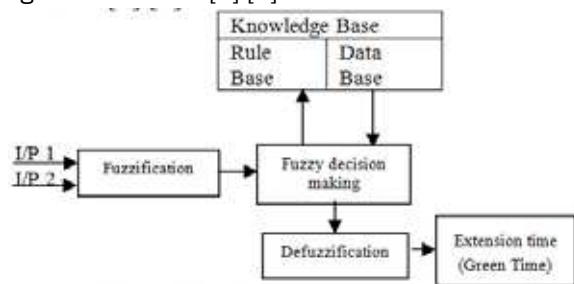 Knowledge Base
Rule Data
Base Base
I/P 1
I/P 2
Fuzzification
Fuzzy decision
making
Defuzzification
Extension time
(Green Time)